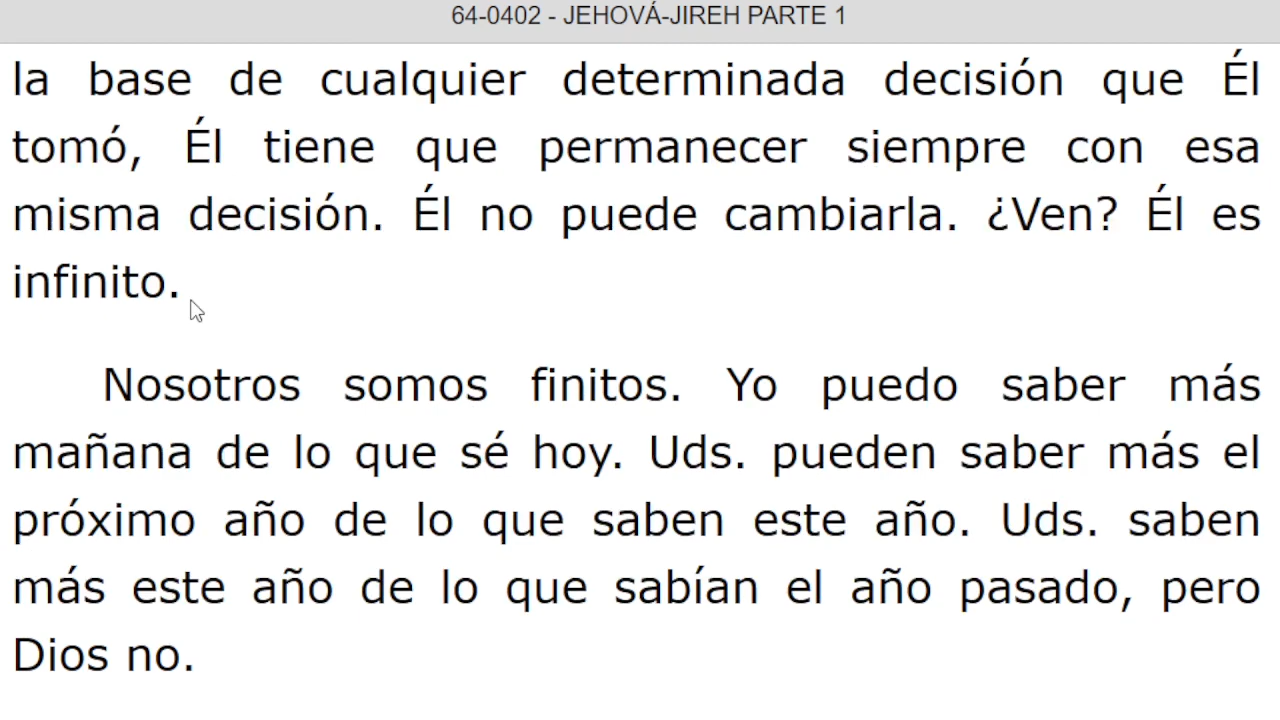 64-0402 - JEHOVÁ-JIREH PARTE 1
la base de cualquier determinada decisión que Él
tomó, Él tiene que permanecer siempre con esa
misma decisión. Él no puede cambiarla. ¿Ven? Él es
infinito.
Nosotros somos finitos. Yo puedo saber más
mañana de lo que sé hoy. Uds. pueden saber más el
próximo año de lo que saben este año. Uds. saben
más este año de lo que sabían el año pasado, pero
Dios no.